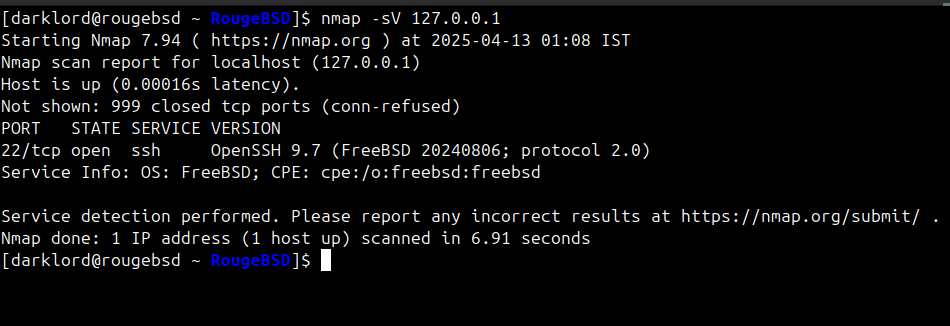 [darklord@rougebsd ~ RougeBSD]$ nmap -sV 127.0.0.1
Starting Nmap 7.94 ( https://nmap.org ) at 2025-04-13 01:08 IST
Nmap scan report for localhost (127.0.0.1)
Host is up (0.00016s latency).
Not shown: 999 closed tcp ports (conn-refused)
PORT   STATE SERVICE VERSION
22/tcp open  ssh     OpenSSH 9.7 (FreeBSD 20240806; protocol 2.0)
Service Info: OS: FreeBSD; CPE: cpe:/o:freebsd:freebsd

Service detection performed. Please report any incorrect results at https://nmap.org/submit/ .
Nmap done: 1 IP address (1 host up) scanned in 6.91 seconds
[darklord@rougebsd ~ RougeBSD]$